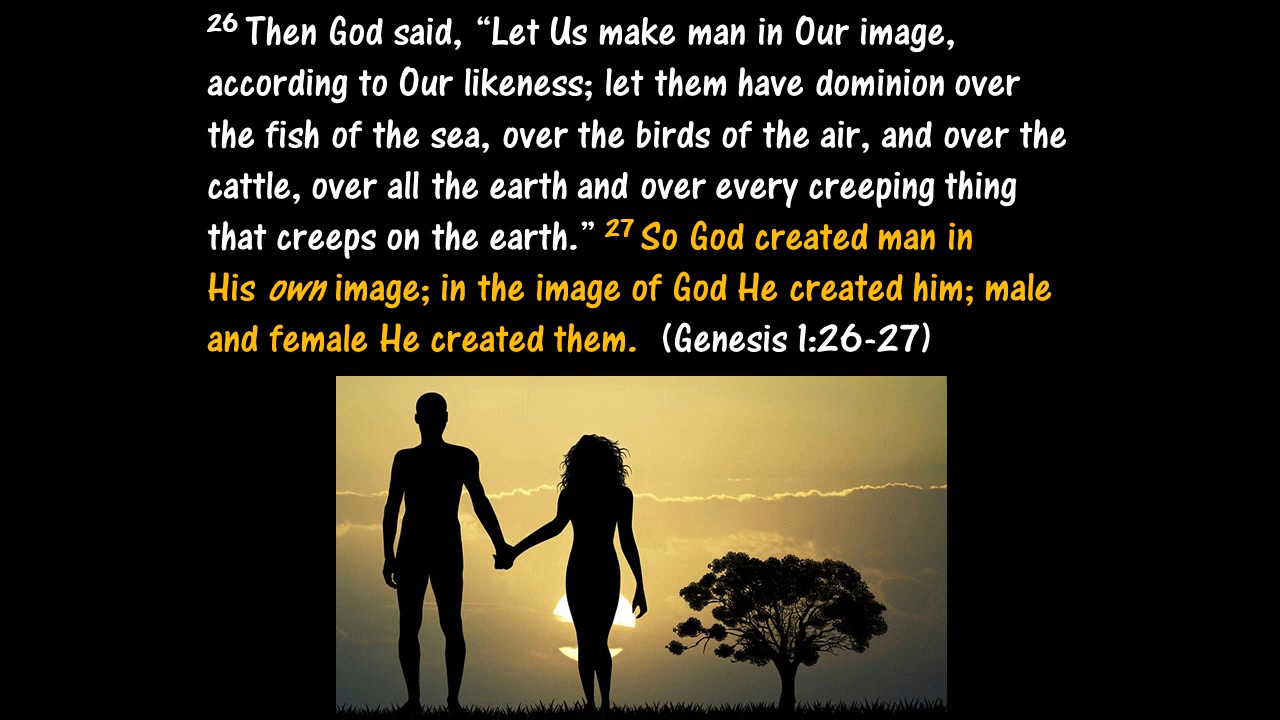 26 Then God said, “Let Us make man in Our image,
according to Our likeness; let them have dominion over
the fish of the sea, over the birds of the air, and over the
cattle, over all the earth and over every creeping thing
that creeps on the earth.” 27 So God created man in
His own image; in the image of God He created him; male
and female He created them. (Genesis 1:26-27)